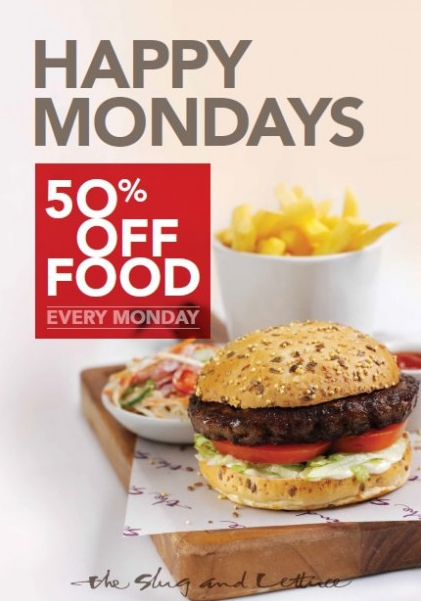 HAPPY
MONDAYS
50%
OFF
FOOD
EVERY MONDAY
the Slug and Lettuce